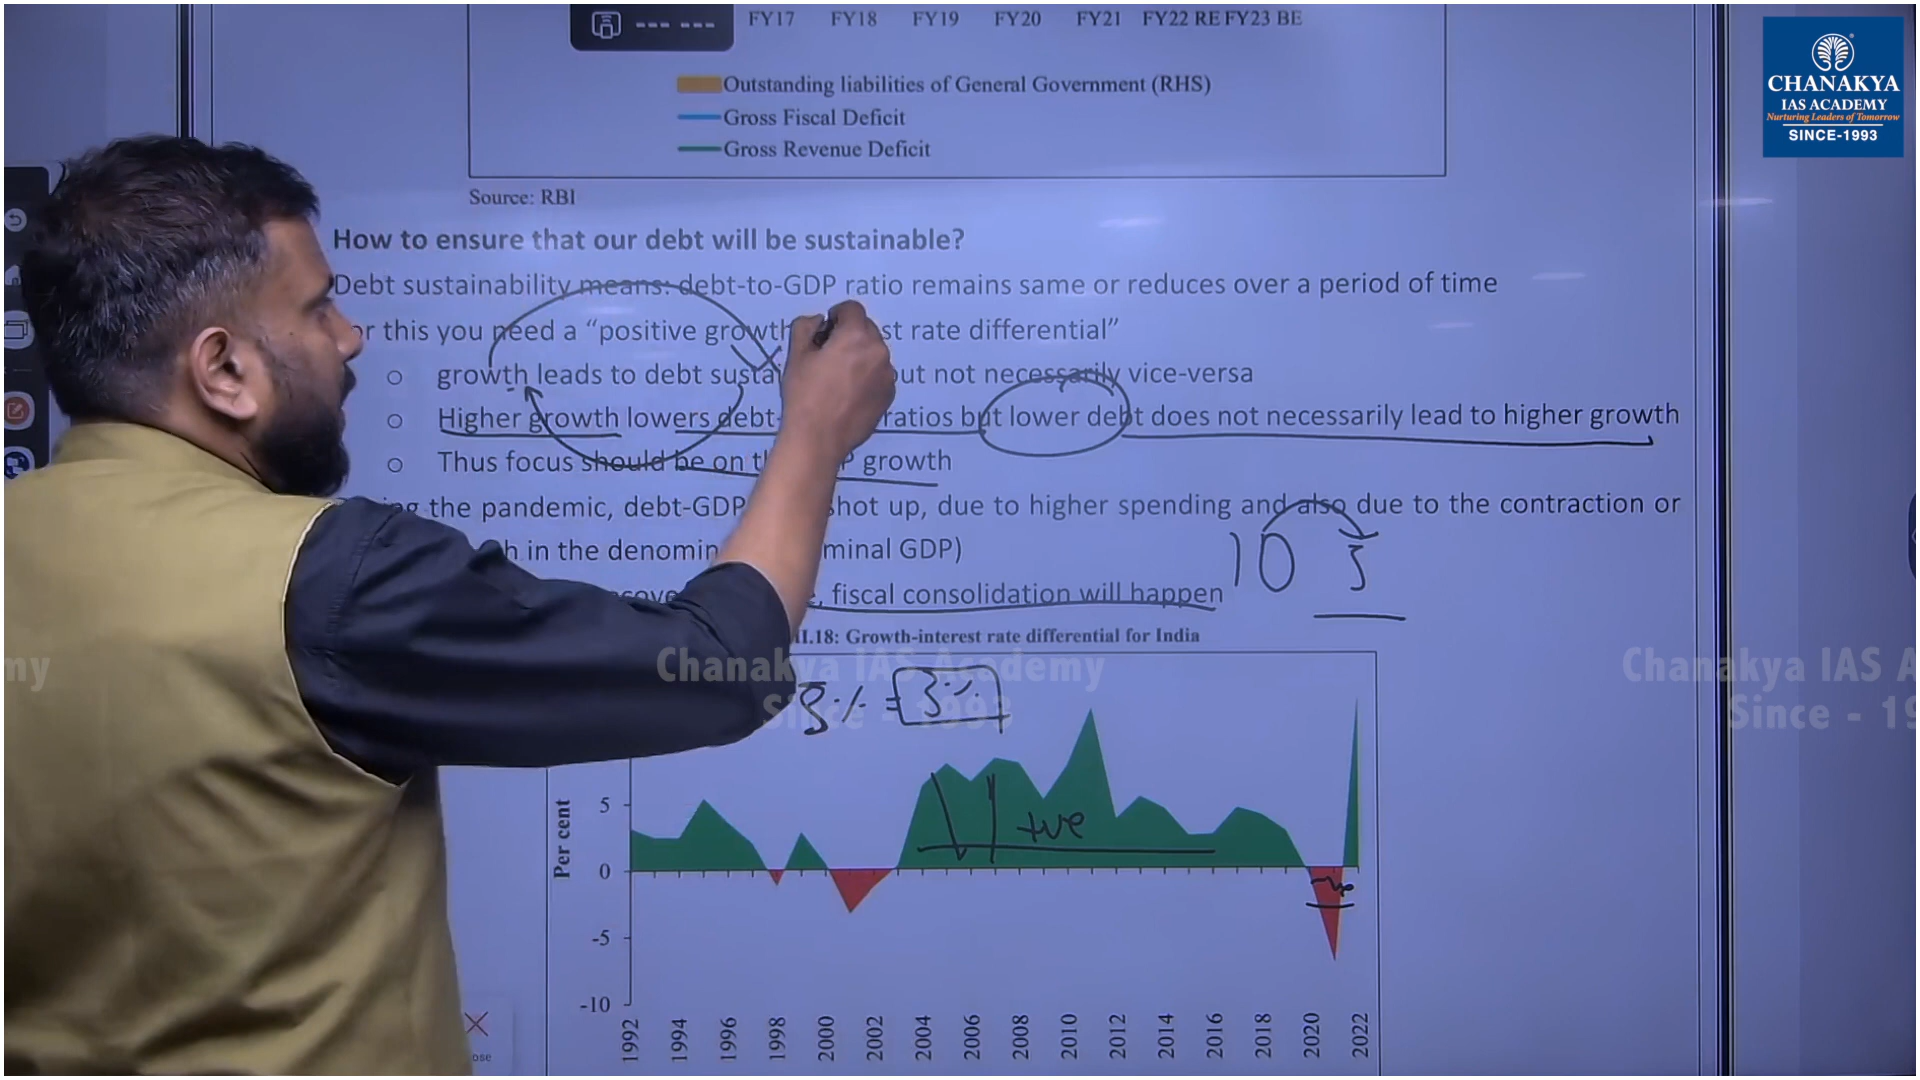 FY17 FY18 FY19 FY20 FY21 FY22 RE FY23 BE
Outstanding liabilities of General Government (RHS)
Gross Fiscal Deficit
Gross Revenue Deficit
Source: RBI
CHANAKYA
IAS ACADEMY
Nurturing Leaders of Tomorrow
SINCE-1993
How to ensure that our debt will be sustainable?
Debt sustainability means: debt-to-GDP ratio remains same or reduces over a period of time
this you need a “positive growth rate differential”
growth leads to debt not necessarily vice-versa
Higher growth lowers ratios but lower debt does not necessarily lead to higher growth
Thus focus should be on growth
the pandemic, debt-GDP shot up, due to higher spending and also due to the contraction or
in the GDP)
fiscal consolidation will happen
10
II.18: Growth-interest rate differential for India
Chanakya IAS Academy
Since - 1993
my
Chanakya IAS A
Since - 19
3% = 3%
+ve
-ve
Per cent
5
0
-5
-10
1992 1994 1996 1998 2000 2002 2004 2006 2008 2010 2012 2014 2016 2018 2020 2022
ose